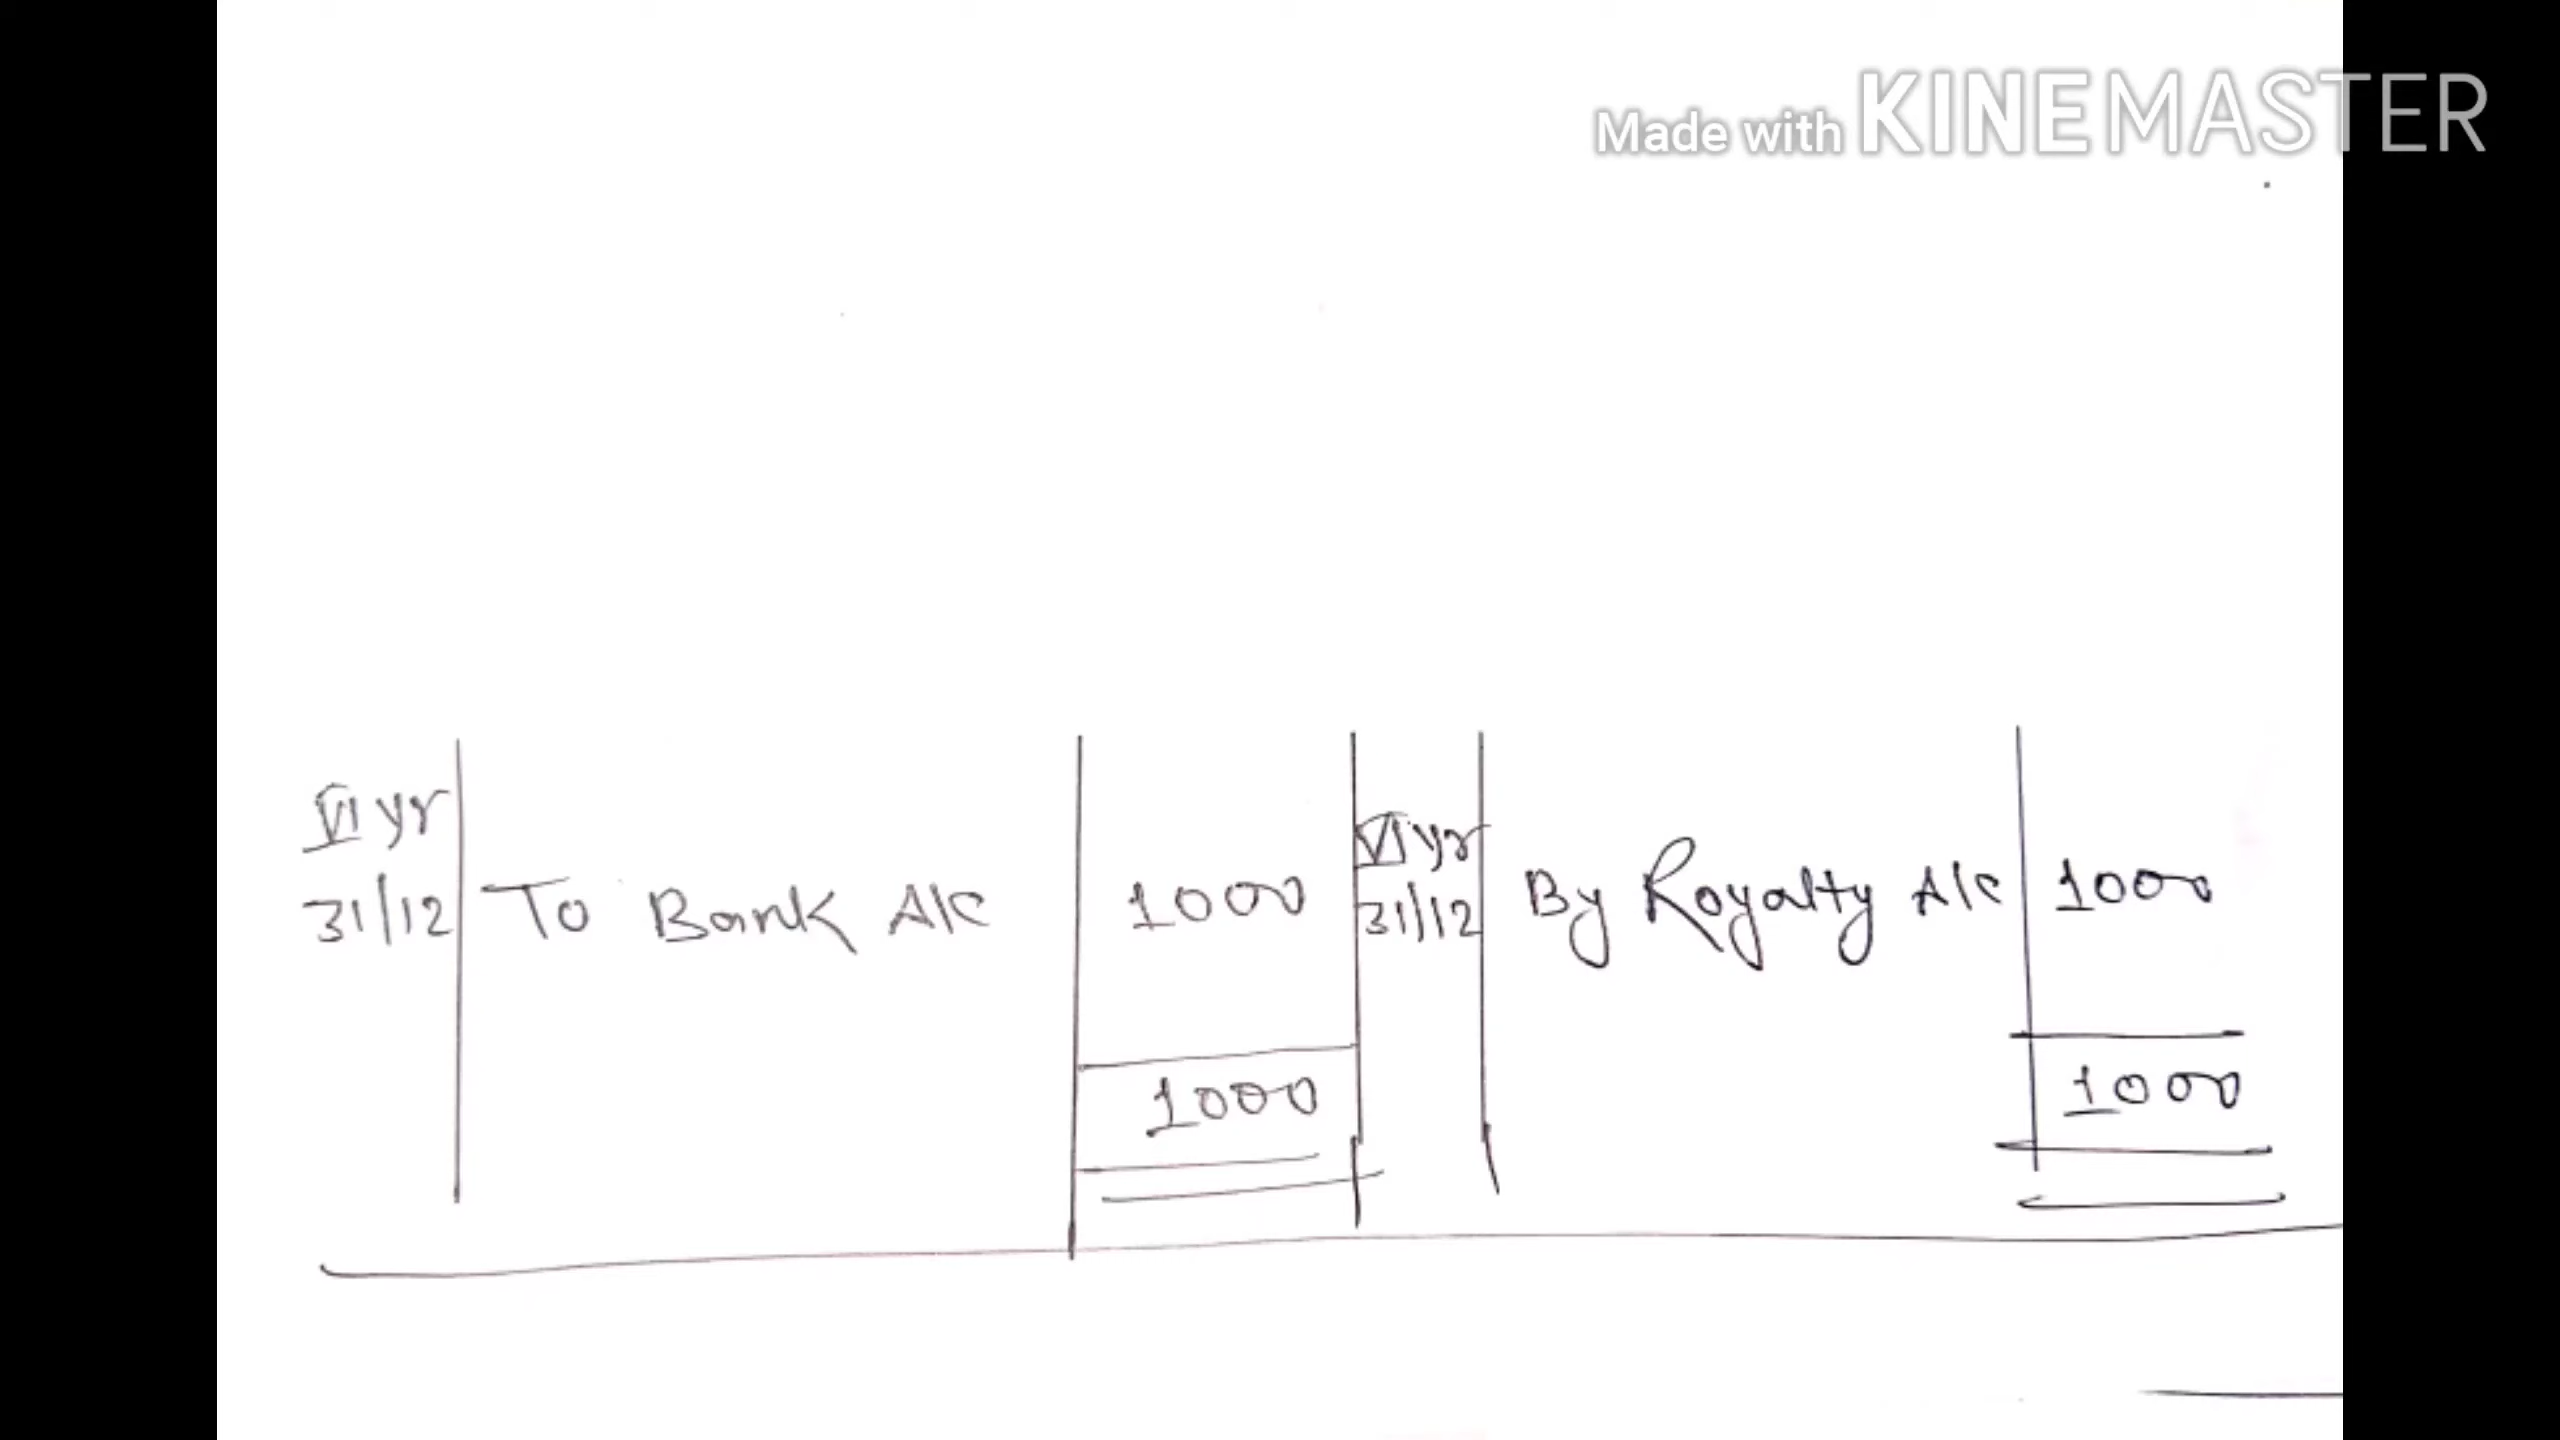 Made with KINEMASTER
VI yr VI yr
31/12 To Bank A/c 1000 31/12 By Royalty A/c 1000
1000 1000